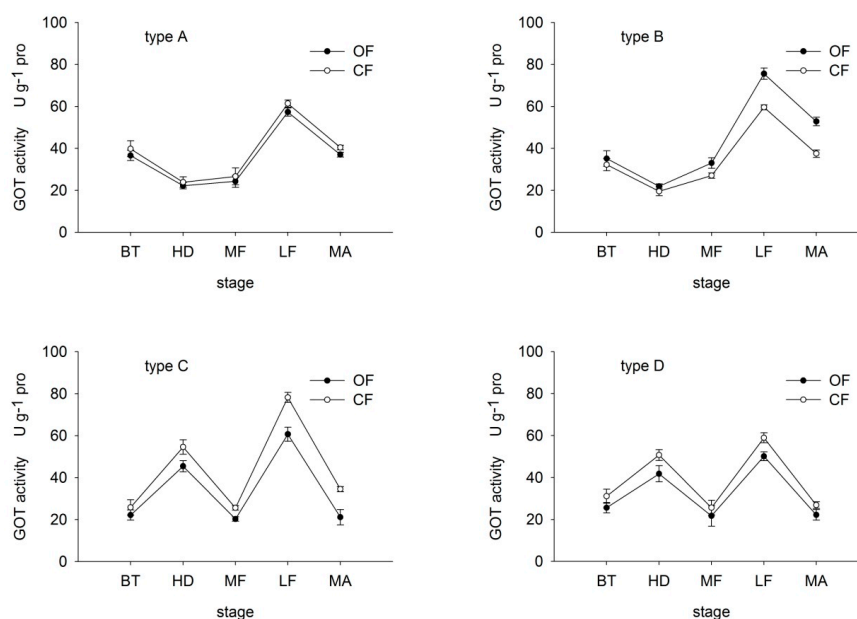 type A
OF
CF
GOT activity U g-1 pro
100
80
60
40
20
0
BT HD MF LF MA
stage
type B
OF
CF
GOT activity U g-1 pro
100
80
60
40
20
0
BT HD MF LF MA
stage
type C
OF
CF
GOT activity U g-1 pro
100
80
60
40
20
0
BT HD MF LF MA
stage
type D
OF
CF
GOT activity U g-1 pro
100
80
60
40
20
0
BT HD MF LF MA
stage